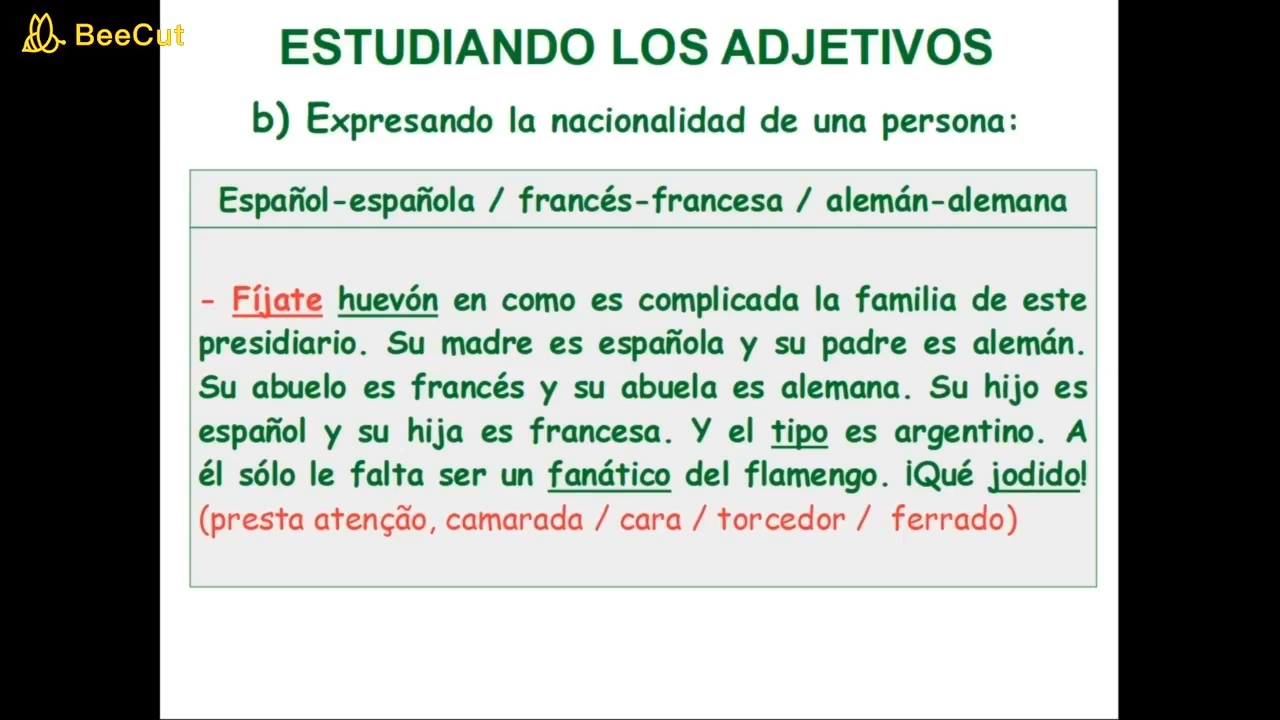 BeeCut
ESTUDIANDO LOS ADJETIVOS
b) Expresando la nacionalidad de una persona:
Español-española / francés-francesa / alemán-alemana
- Fíjate huevón en como es complicada la familia de este
presidiario. Su madre es española y su padre es alemán.
Su abuelo es francés y su abuela es alemana. Su hijo es
español y su hija es francesa. Y el tipo es argentino. A
él sólo le falta ser un fanático del flamengo. ¡Qué jodido!
(presta atenção, camarada / cara / torcedor / ferrado)